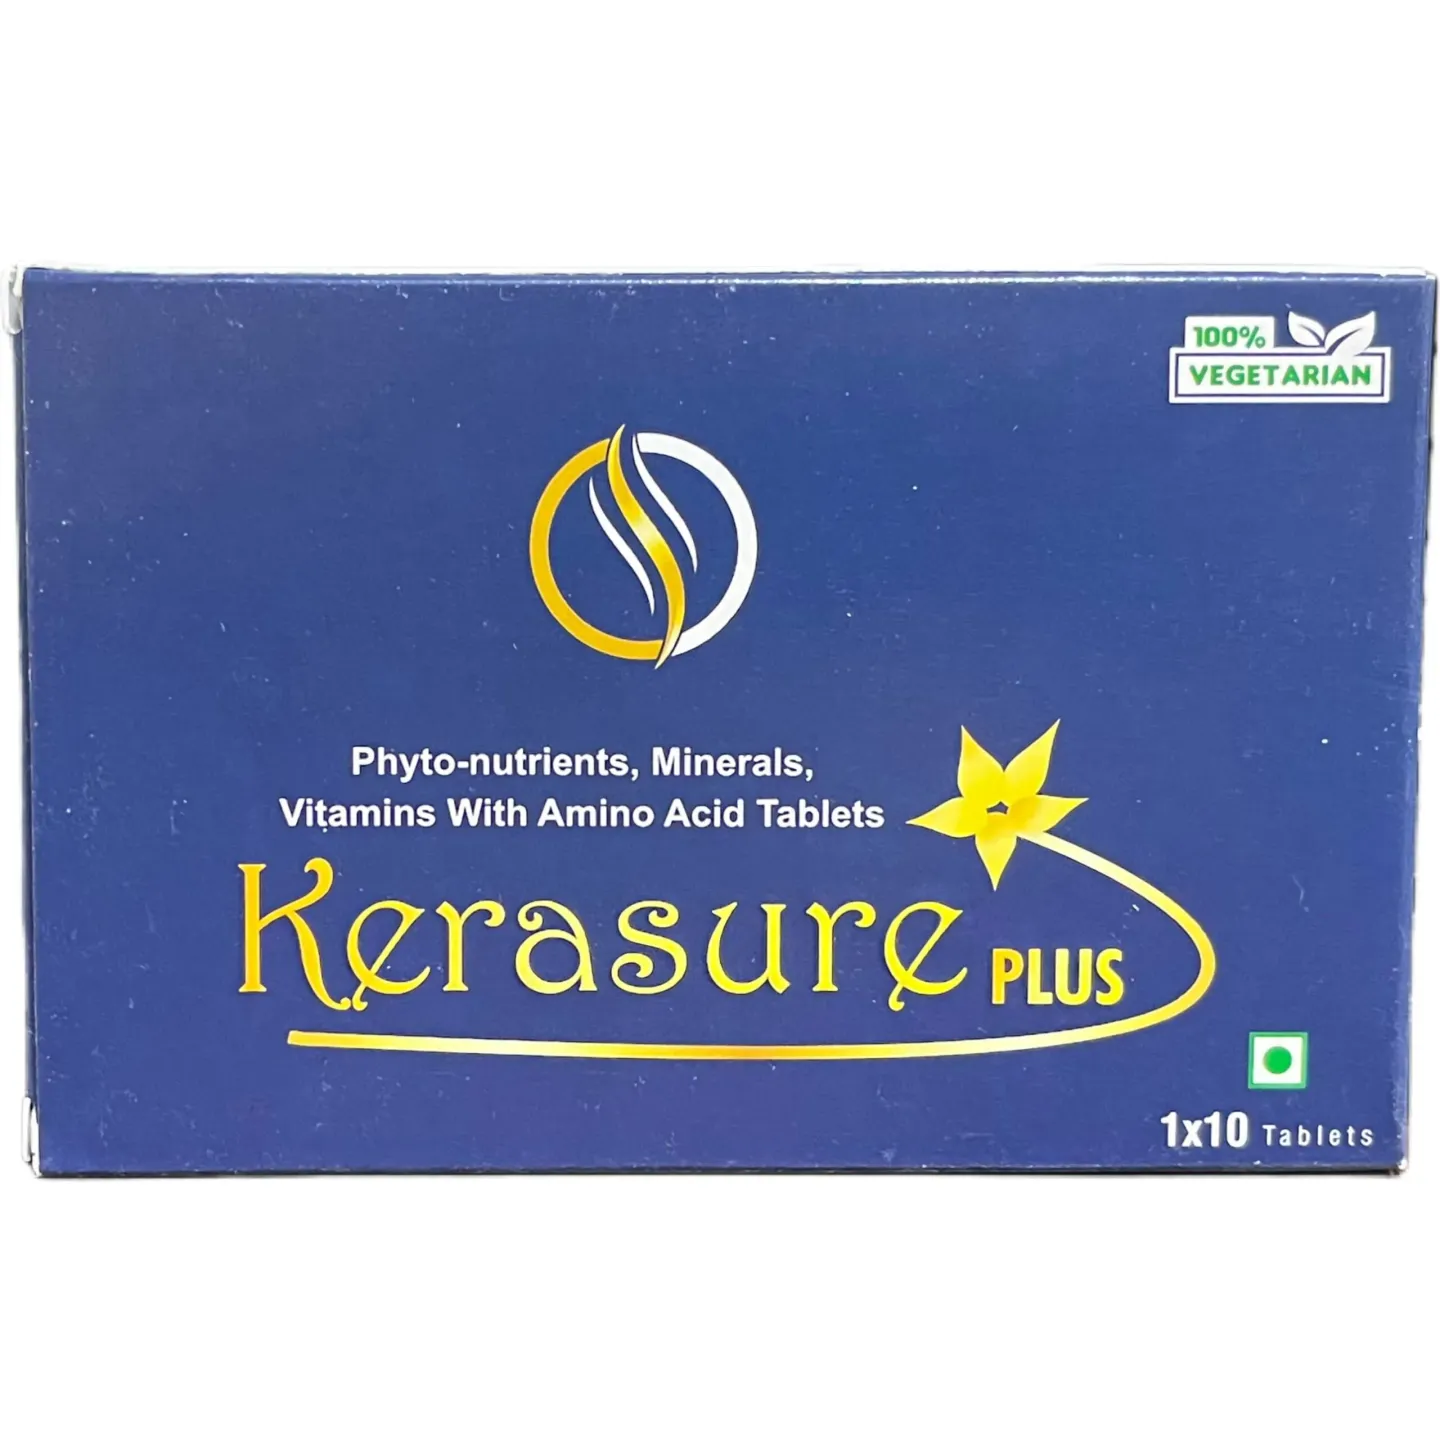 100%
VEGETARIAN
Phyto-nutrients, Minerals,
Vitamins With Amino Acid Tablets
Kerasure PLUS
1x10 Tablets